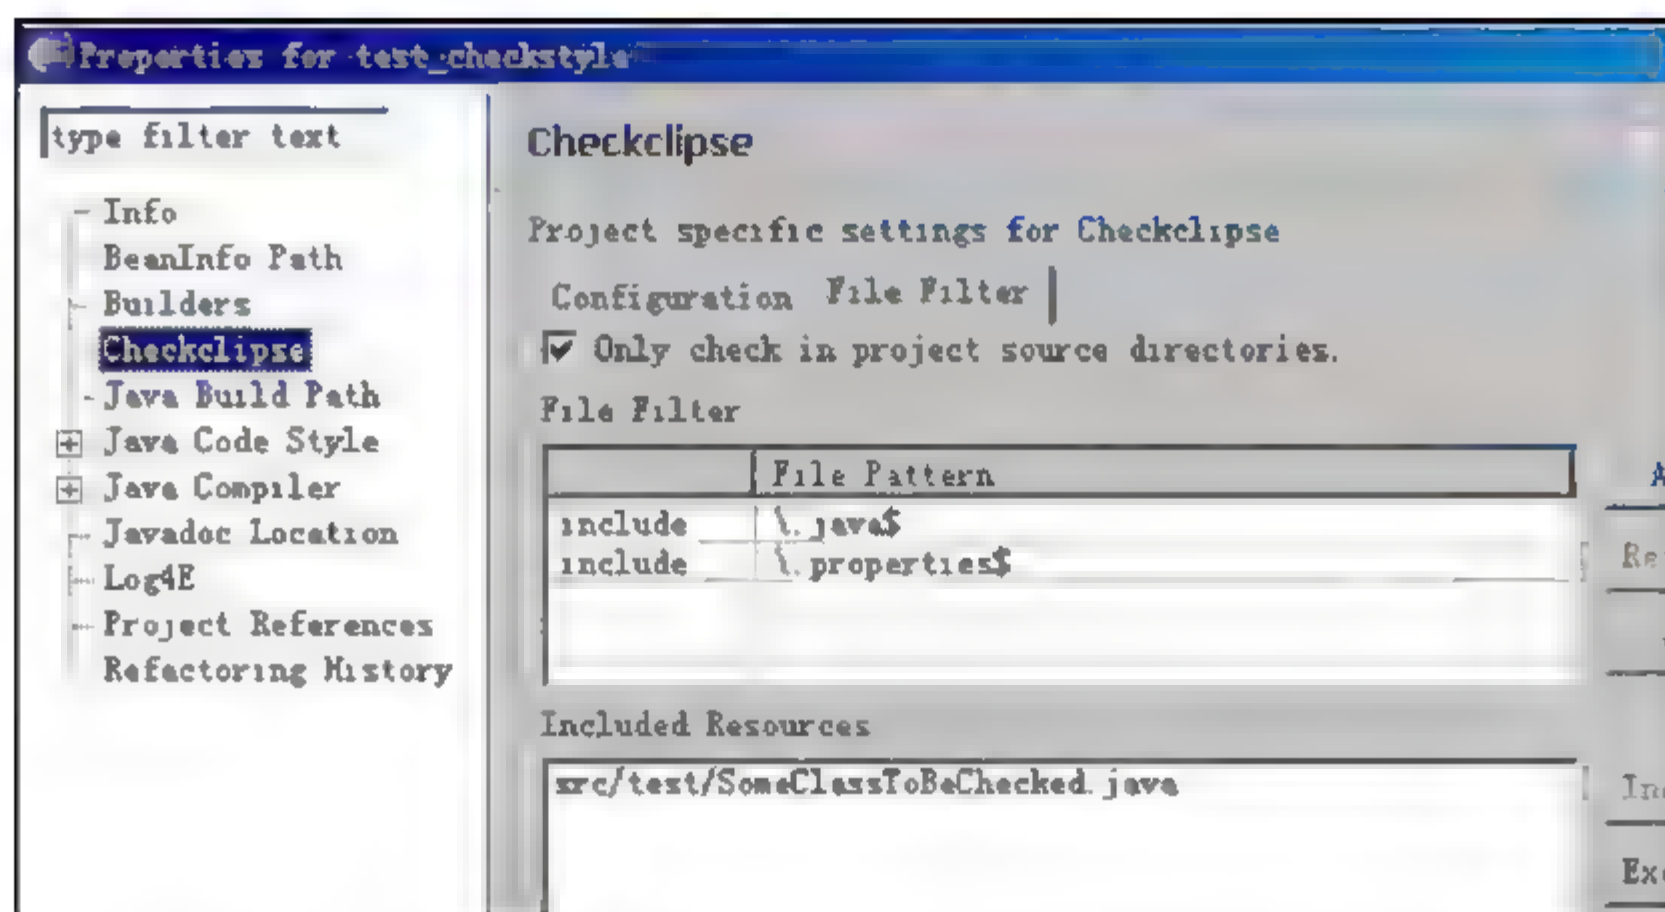 Properties for test_checkstyle
type filter text
Info
BeanInfo Path
Builders
Checkclipse
Java Build Path
Java Code Style
Java Compiler
Javadoc Location
Log4E
Project References
Refactoring History
Checkclipse
Project specific settings for Checkclipse
Configuration File Filter
Only check in project source directories.
File Filter
File Pattern
include \.java$
include \.properties$
Included Resources
src/test/SomeClassToBeChecked.java